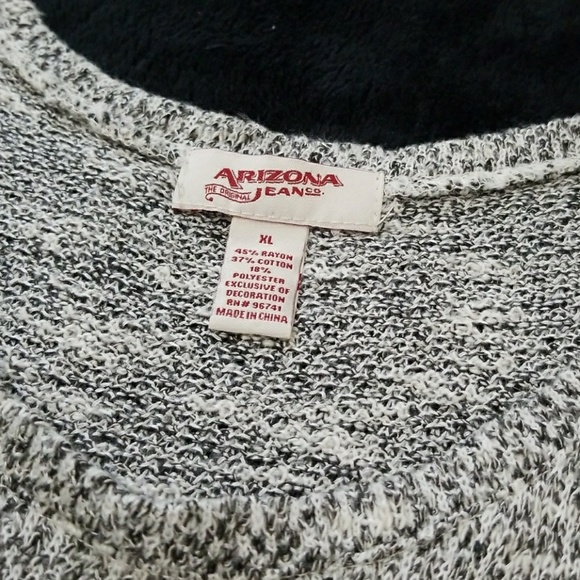 ARIZONA
THE ORIGINAL JEAN CO.
XL
45% RAYON
37% COTTON
18%
POLYESTER
EXCLUSIVE OF
DECORATION
RN# 96741
MADE IN CHINA